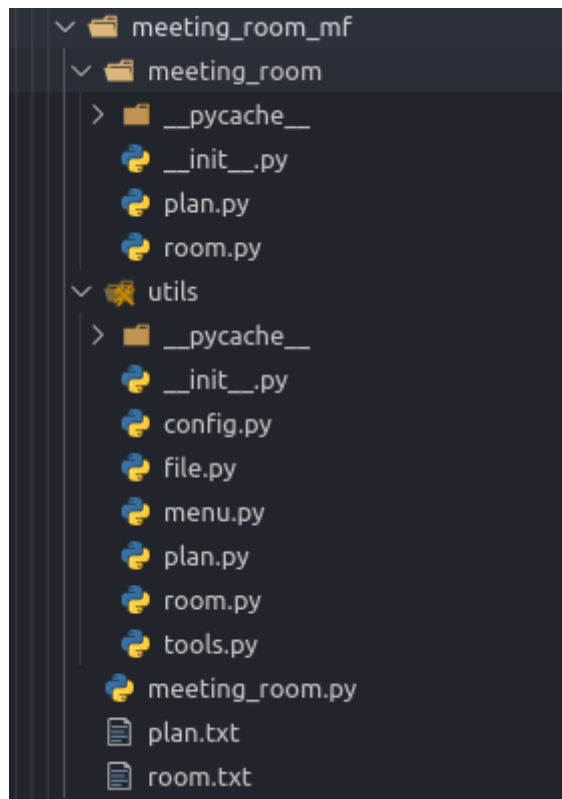 meeting_room_mf
meeting_room
__pycache__
__init__.py
plan.py
room.py
utils
__pycache__
__init__.py
config.py
file.py
menu.py
plan.py
room.py
tools.py
meeting_room.py
plan.txt
room.txt